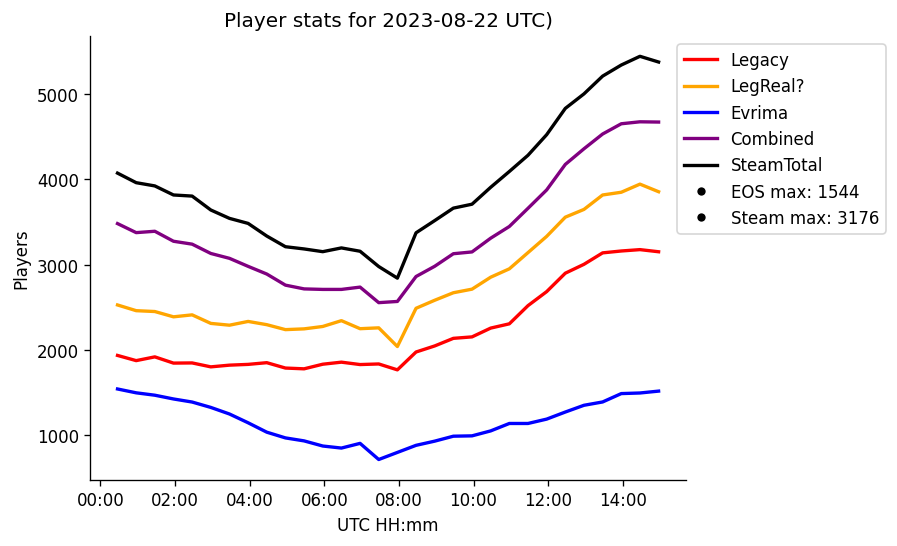 Player stats for 2023-08-22 UTC)
Legacy
LegReal?
Evrima
Combined
SteamTotal
EOS max: 1544
Steam max: 3176
Players
5000
4000
3000
2000
1000
00:00 02:00 04:00 06:00 08:00 10:00 12:00 14:00
UTC HH:mm